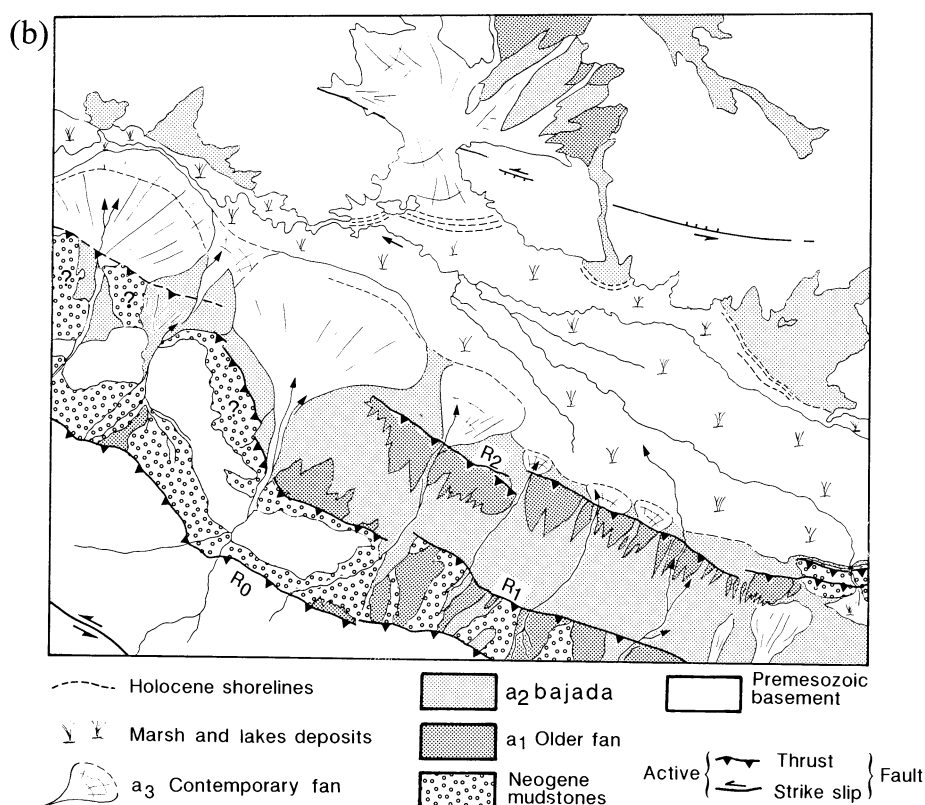 (b)
?
?
?
R2
R1
R0
Holocene shorelines
Marsh and lakes deposits
a3 Contemporary fan
a2 bajada
a1 Older fan
Neogene
mudstones
Premesozoic
basement
Active
Thrust
Strike slip
Fault